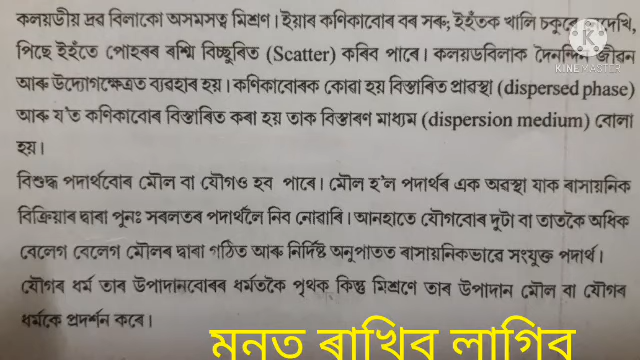 কলয়ডীয় দ্ৰৱ বিলাকো অসমসত্ব মিশ্ৰণ। ইয়াৰ কণিকাবোৰ বৰ সৰু; ইহঁতক খালি চকুৰে নেদেখি,
পিছে ইহঁতে পোহৰৰ ৰশ্মি বিচ্ছুৰিত (Scatter) কৰিব পাৰে। কলয়ডবিলাক দৈনন্দিন জীৱন
আৰু উদ্যোগক্ষেত্ৰত ব্যৱহাৰ হয়। কণিকাবোৰক কোৱা হয় বিস্তাৰিত প্ৰাৱস্থা (dispersed phase)
আৰু য'ত কণিকাবোৰ বিস্তাৰিত কৰা হয় তাক বিস্তাৰণ মাধ্যম (dispersion medium) বোলা
হয়।
বিশুদ্ধ পদাৰ্থবোৰ মৌল বা যৌগও হব পাৰে। মৌল হ'ল পদাৰ্থৰ এক অৱস্থা যাক ৰাসায়নিক
বিক্ৰিয়াৰ দ্বাৰা পুনঃ সৰলতৰ পদাৰ্থলৈ নিব নোৱাৰি। আনহাতে যৌগবোৰ দুটা বা তাতকৈ অধিক
বেলেগ বেলেগ মৌলৰ দ্বাৰা গঠিত আৰু নিৰ্দিষ্ট অনুপাতত ৰাসায়নিকভাৱে সংযুক্ত পদাৰ্থ।
যৌগৰ ধৰ্ম তাৰ উপাদানবোৰৰ ধৰ্মতকৈ পৃথক কিন্তু মিশ্ৰণে তাৰ উপাদান মৌল বা যৌগৰ
ধৰ্মকে প্ৰদৰ্শন কৰে।
মনত ৰাখিব লাগিব
KINEMASTER